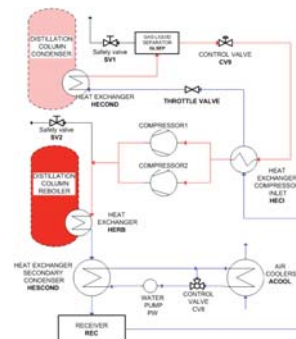 DISTILLATION
COLUMN
CONDENSER
Safety valve
SV1
GAS LIQUID
SEPARATOR
GLSEP
CONTROL VALVE
CV9
HEAT EXCHANGER
HECOND
THROTTLE VALVE
Safety valve
SV2
COMPRESSOR1
COMPRESSOR2
DISTILLATION
COLUMN
REBOILER
HEAT
EXCHANGER
COMPRESSOR
INLET
HECI
HEAT
EXCHANGER
HERB
HEAT EXCHANGER
SECONDARY
CONDENSER
HESCOND
WATER
PUMP
PW
CONTROL
VALVE
CV8
AIR
COOLERS
ACOOL
RECEIVER
REC